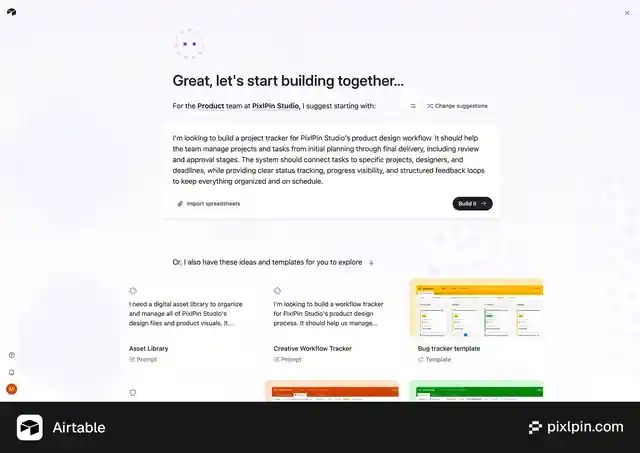 Great, let's start building together...
For the Product team at PixlPin Studio, I suggest starting with:
Change suggestions
I'm looking to build a project tracker for PixlPin Studio's product design workflow. It should help
the team manage projects and tasks from initial planning through final delivery, including review
and approval stages. The system should connect tasks to specific projects, designers, and
deadlines, while providing clear status tracking, progress visibility, and structured feedback loops
to keep everything organized and on schedule.
Import spreadsheets
Build it
Or, I also have these ideas and templates for you to explore
I need a digital asset library to organize
and manage all of PixlPin Studio's
design files and product visuals. It...
Asset Library
Prompt
I'm looking to build a workflow tracker
for PixlPin Studio's product design
process. It should help us manage...
Creative Workflow Tracker
Prompt
Bug tracker template
Template
M
Airtable
pixlpin.com